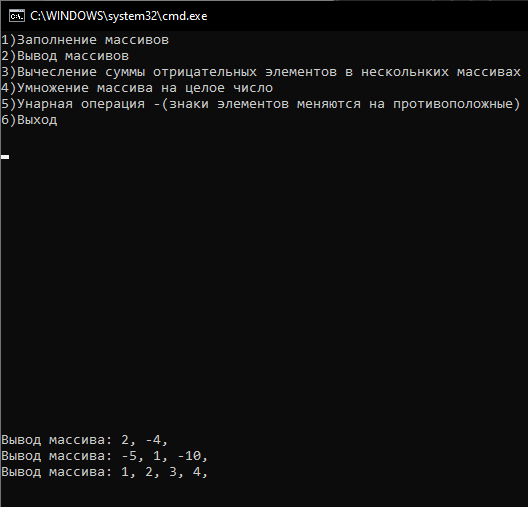 C:\WINDOWS\system32\cmd.exe
1)Заполнение массивов
2)Вывод массивов
3)Вычесление суммы отрицательных элементов в нескольнких массивах
4)Умножение массива на целое число
5)Унарная операция -(знаки элементов меняются на противоположные)
6)Выход
Вывод массива: 2, -4,
Вывод массива: -5, 1, -10,
Вывод массива: 1, 2, 3, 4,